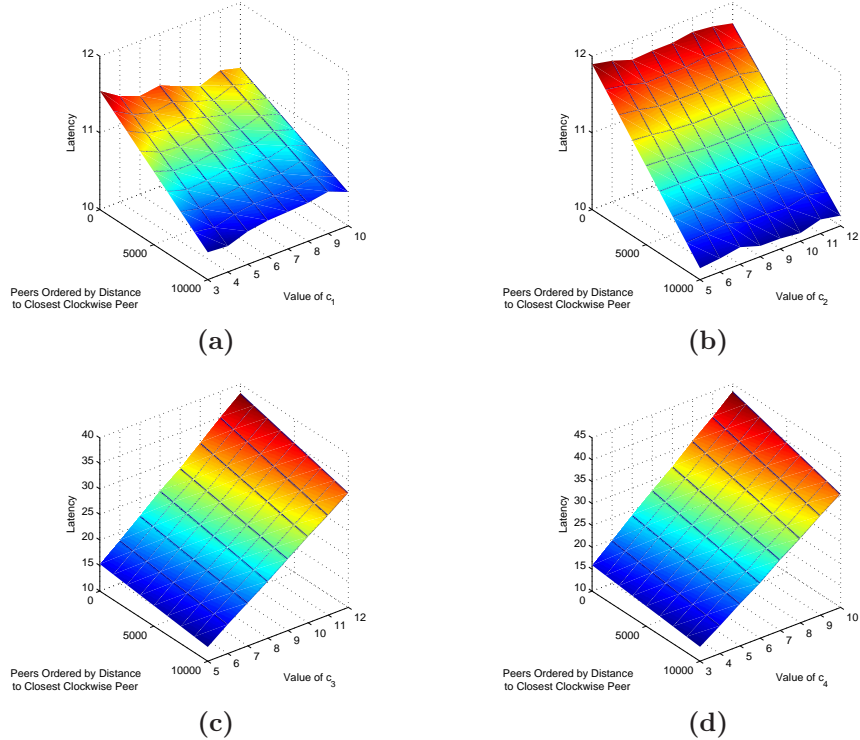 12
11
10
Latency
0
5000
10000
3 4 5 6 7 8 9 10
Peers Ordered by Distance
to Closest Clockwise Peer
Value of c1
(a)
12
11
10
Latency
0
5000
10000
5 6 7 8 9 10 11 12
Peers Ordered by Distance
to Closest Clockwise Peer
Value of c2
(b)
40
35
30
25
20
15
10
Latency
0
5000
10000
5 6 7 8 9 10 11 12
Peers Ordered by Distance
to Closest Clockwise Peer
Value of c3
(c)
45
40
35
30
25
20
15
10
Latency
0
5000
10000
3 4 5 6 7 8 9 10
Peers Ordered by Distance
to Closest Clockwise Peer
Value of c4
(d)